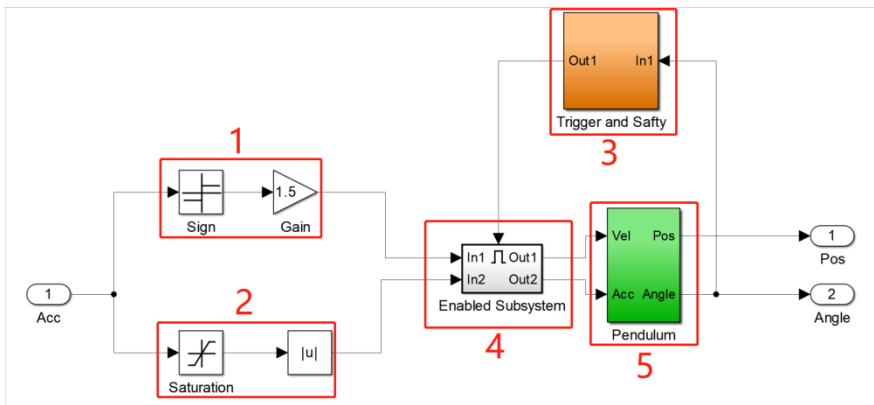 Out1 In1
Trigger and Safty
3
1
1.5
Sign Gain
In1 Out1
In2 Out2
Enabled Subsystem
4
Vel Pos
Acc Angle
Pendulum
5
1
Pos
2
Angle
1
Acc
2
|u|
Saturation